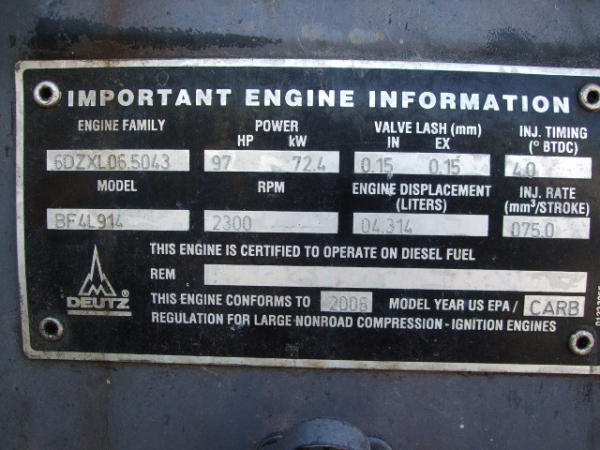 IMPORTANT ENGINE INFORMATION
ENGINE FAMILY POWER VALVE LASH (mm) INJ. TIMING
HP kW IN EX (° BTDC)
6DZXL06.5043 97 72.4 0.15 0.15 4.0
MODEL RPM ENGINE DISPLACEMENT INJ. RATE
(LITERS) (mm³/STROKE)
BF4L914 2300 04.314 075.0
THIS ENGINE IS CERTIFIED TO OPERATE ON DIESEL FUEL
REM
DEUTZ ®
THIS ENGINE CONFORMS TO 2006 MODEL YEAR US EPA / CARB
REGULATION FOR LARGE NONROAD COMPRESSION - IGNITION ENGINES